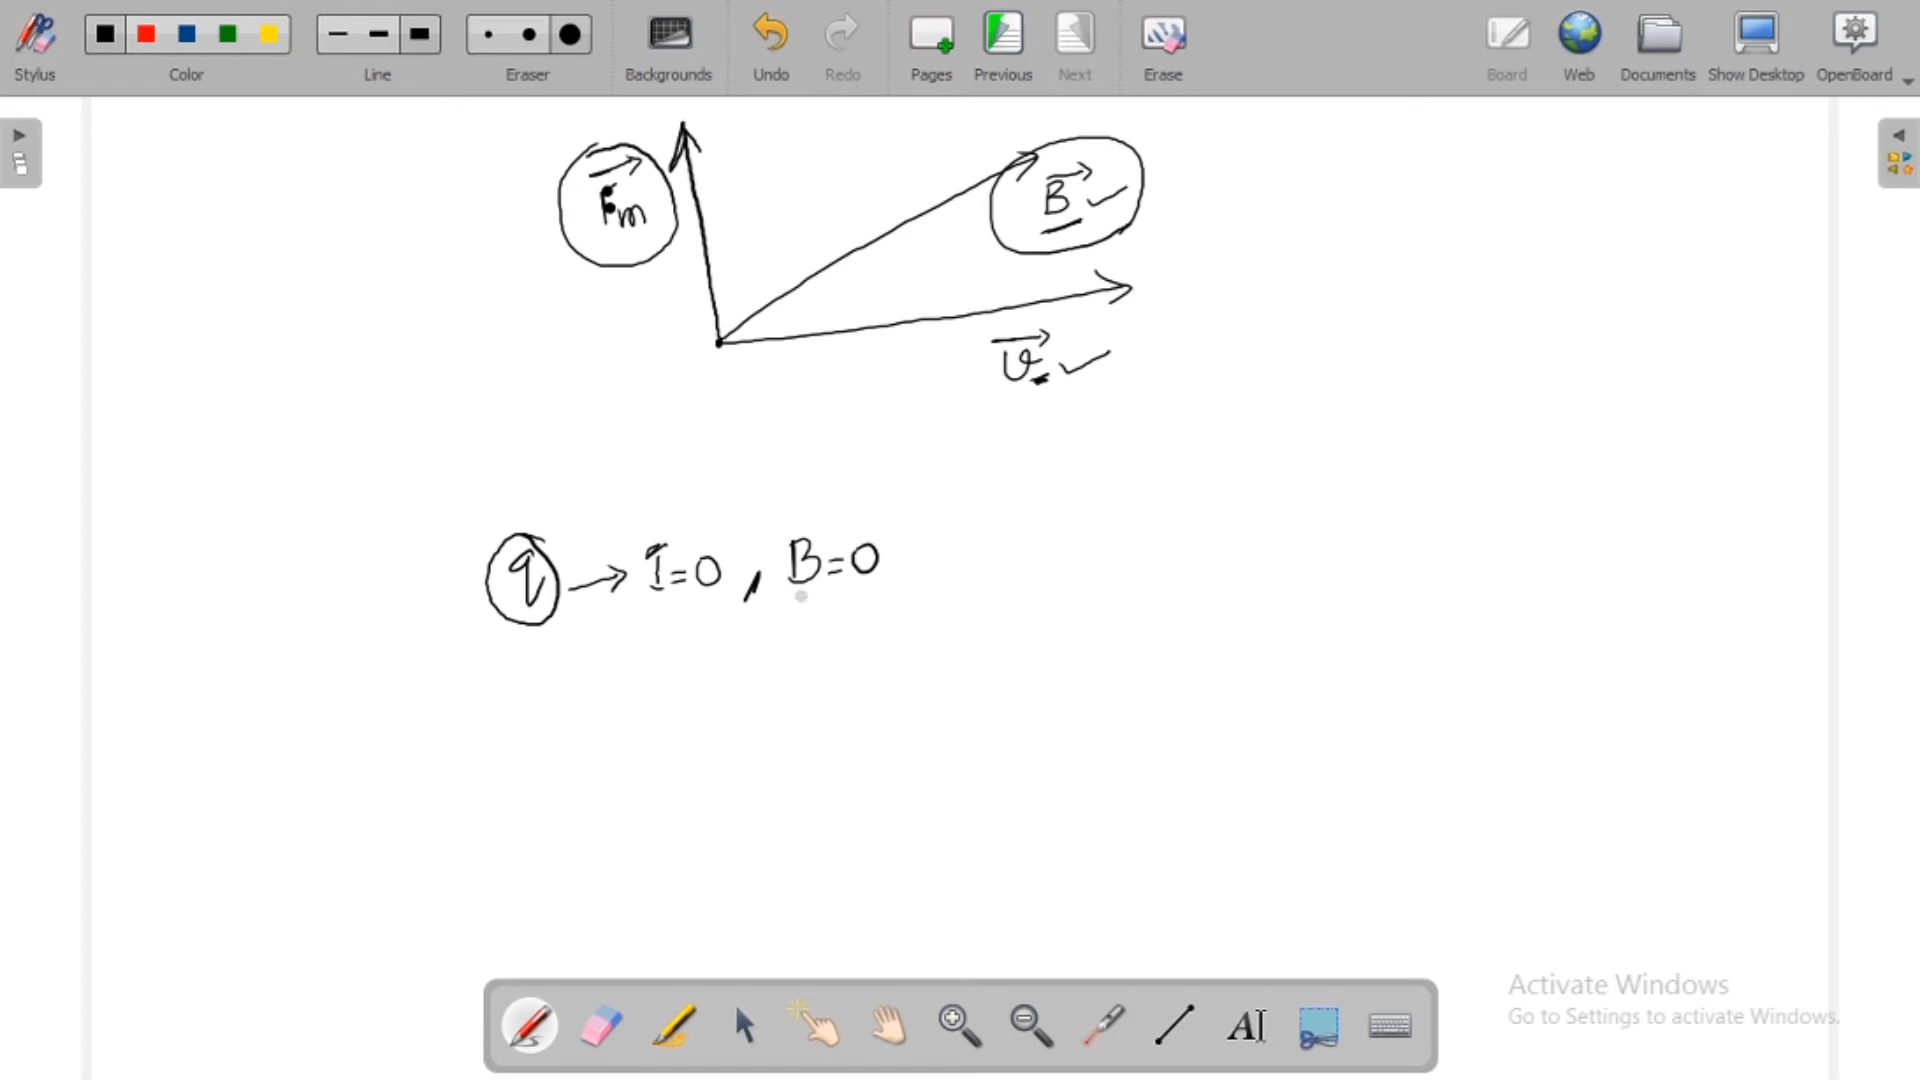 Stylus Color Line Eraser Backgrounds Undo Redo Pages Previous Next Erase Board Web Documents Show Desktop OpenBoard
F⃗m
B⃗ ✓
v⃗ ✓
q → I=0 , B=0
Activate Windows
Go to Settings to activate Windows.
AI